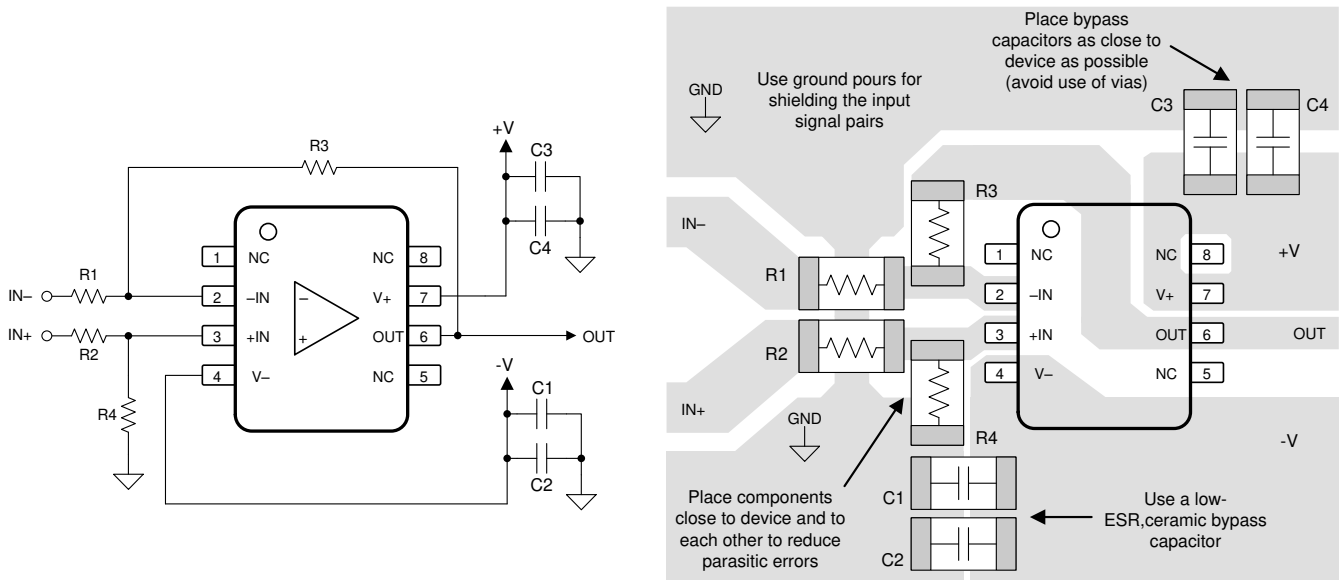 +V
R3
C3
C4
1
NC
NC
8
R1
IN–
2
–IN
–
V+
7
IN+
3
+IN
+
OUT
6
OUT
R2
4
V–
NC
5
-V
C1
C2
R4
Place bypass
capacitors as close to
device as possible
(avoid use of vias)
Use ground pours for
shielding the input
signal pairs
GND
C3
C4
R3
IN–
1
NC
NC
8
+V
R1
2
–IN
V+
7
3
+IN
OUT
6
OUT
R2
4
V–
NC
5
IN+
GND
R4
-V
Place components
close to device and to
each other to reduce
parasitic errors
C1
C2
Use a low-
ESR,ceramic bypass
capacitor